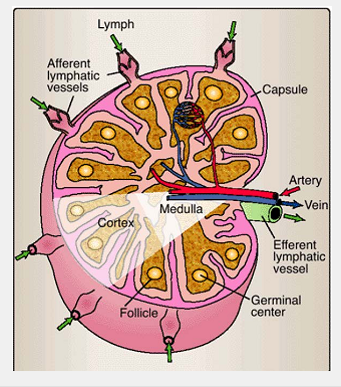 Lymph
Afferent
lymphatic
vessels
Capsule
Artery
Vein
Medulla
Cortex
Efferent
lymphatic
vessel
Germinal
center
Follicle